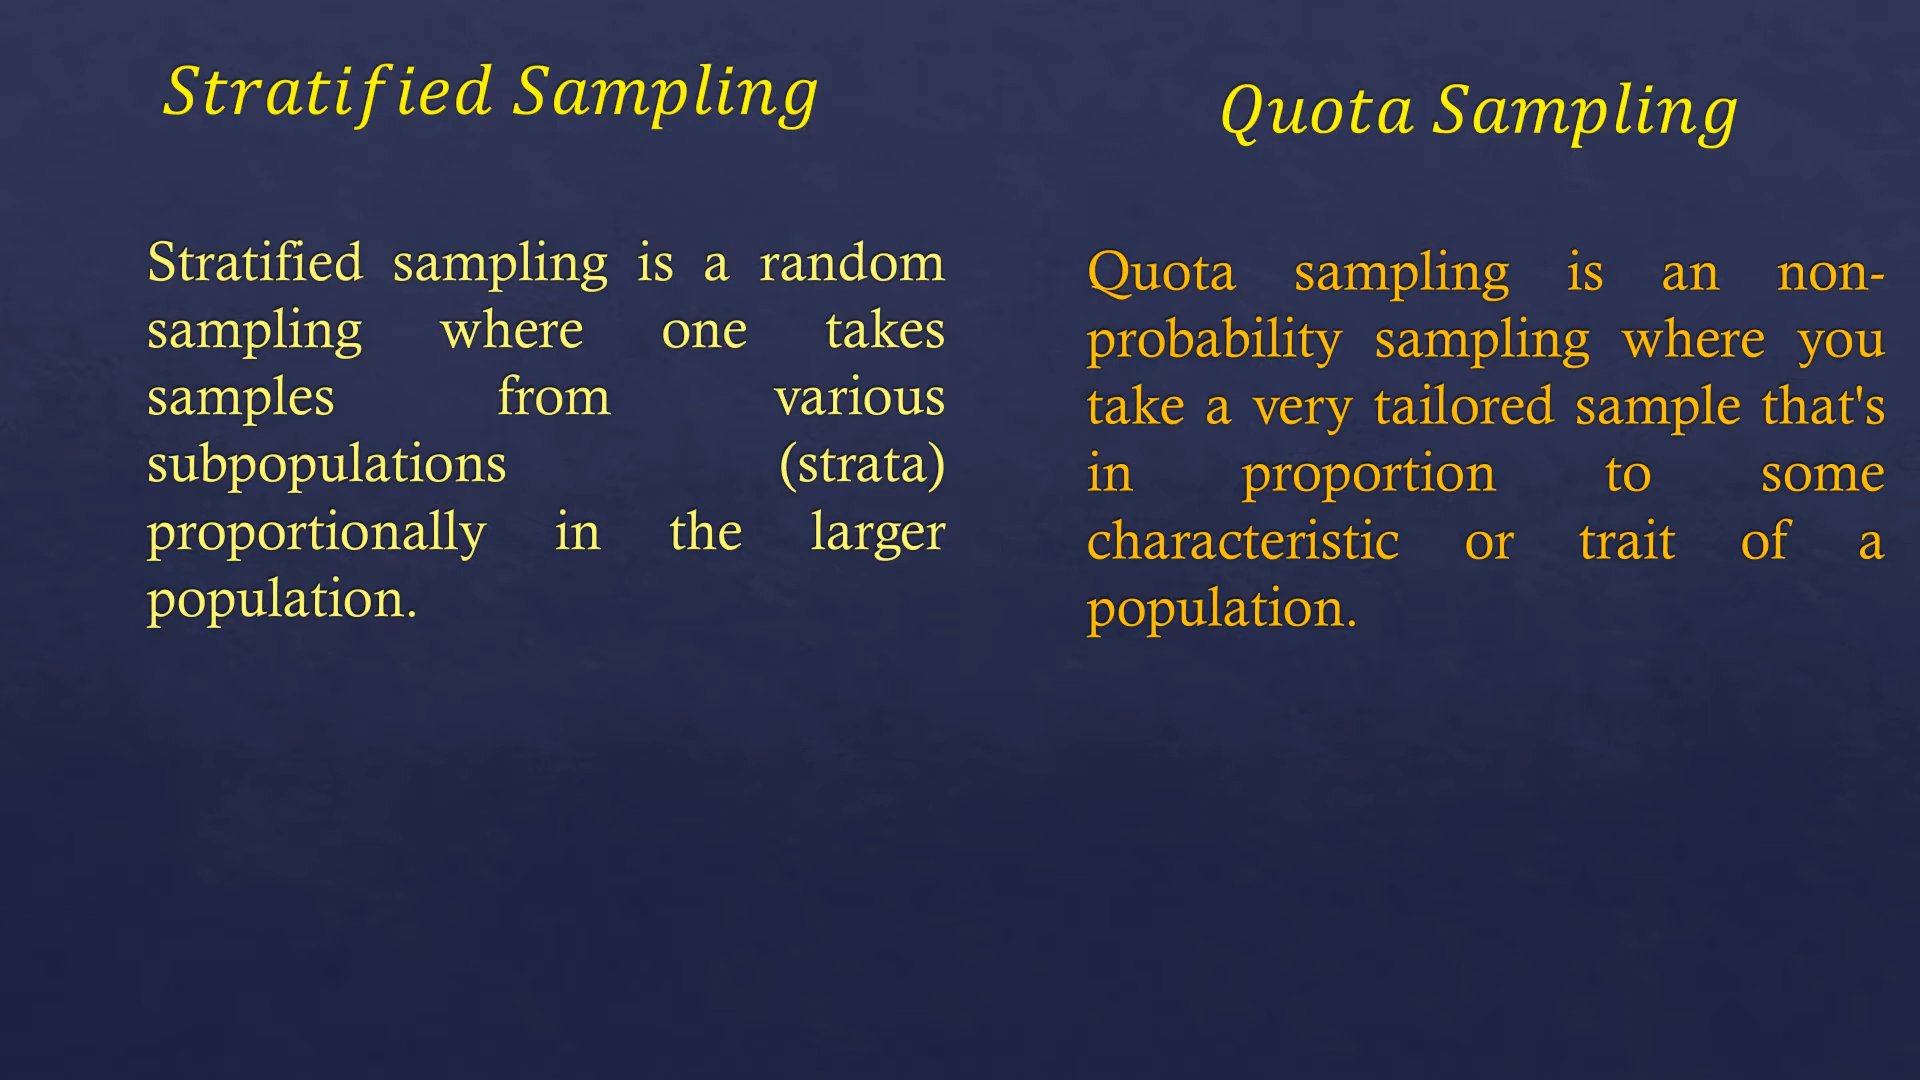 Stratified Sampling
Stratified sampling is a random
sampling where one takes
samples from various
subpopulations (strata)
proportionally in the larger
population.
Quota Sampling
Quota sampling is an non-
probability sampling where you
take a very tailored sample that's
in proportion to some
characteristic or trait of a
population.